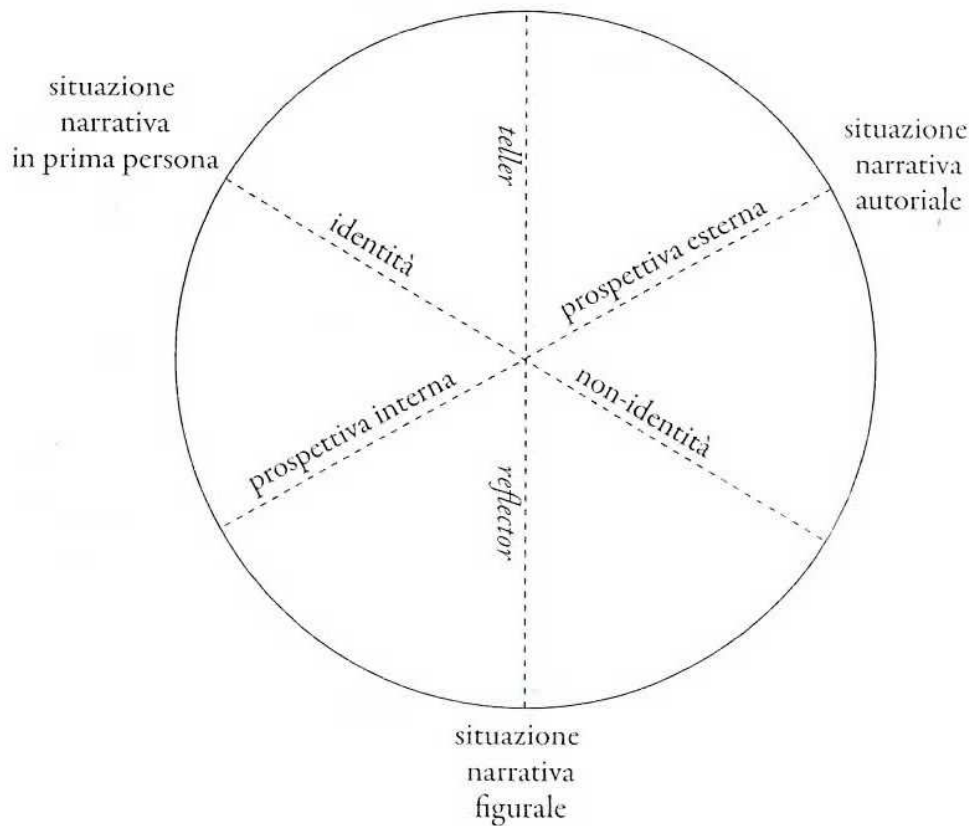 situazione
narrativa
in prima persona
situazione
narrativa
autoriale
teller
identità
prospettiva esterna
prospettiva interna
non-identità
reflector
situazione
narrativa
figurale